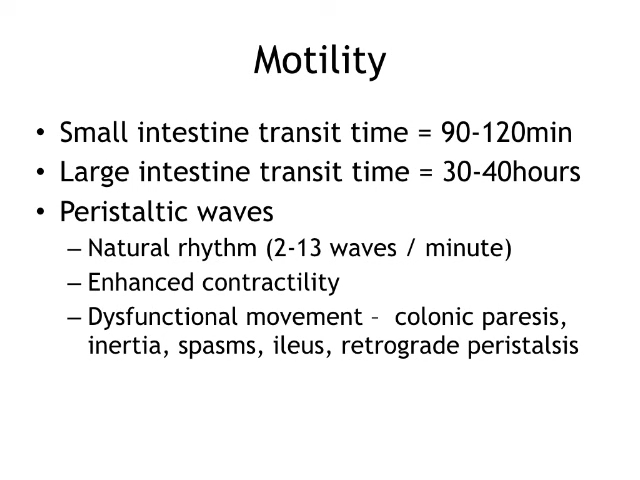 Motility
• Small intestine transit time = 90-120min
• Large intestine transit time = 30-40hours
• Peristaltic waves
– Natural rhythm (2-13 waves / minute)
– Enhanced contractility
– Dysfunctional movement –  colonic paresis,
inertia, spasms, ileus, retrograde peristalsis